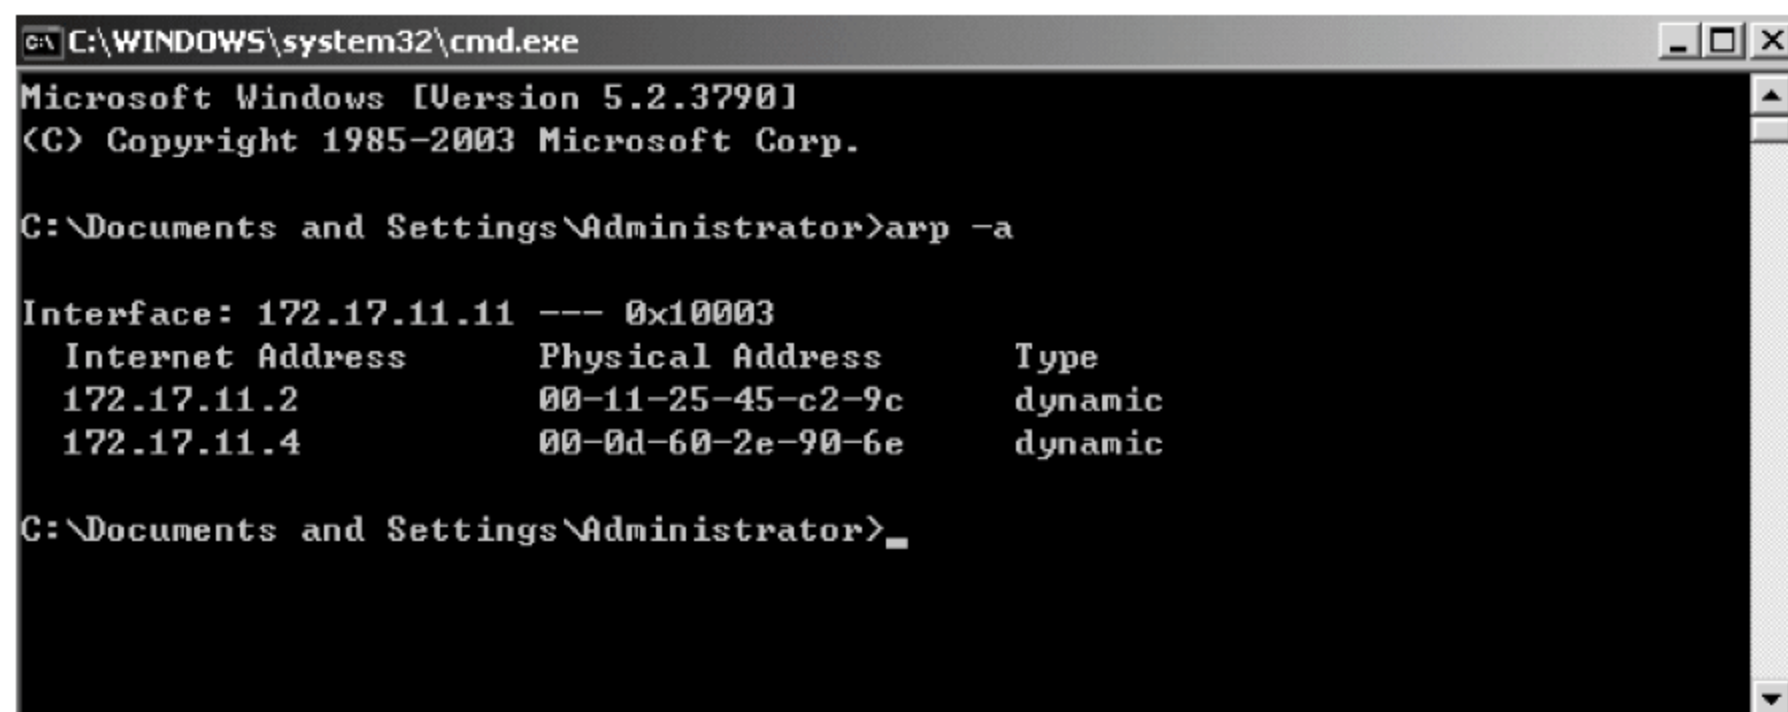 C:\WINDOWS\system32\cmd.exe
Microsoft Windows [Version 5.2.3790]
(C) Copyright 1985-2003 Microsoft Corp.
C:\Documents and Settings\Administrator>arp -a
Interface: 172.17.11.11 --- 0x10003
Internet Address Physical Address Type
172.17.11.2 00-11-25-45-c2-9c dynamic
172.17.11.4 00-0d-60-2e-90-6e dynamic
C:\Documents and Settings\Administrator>_